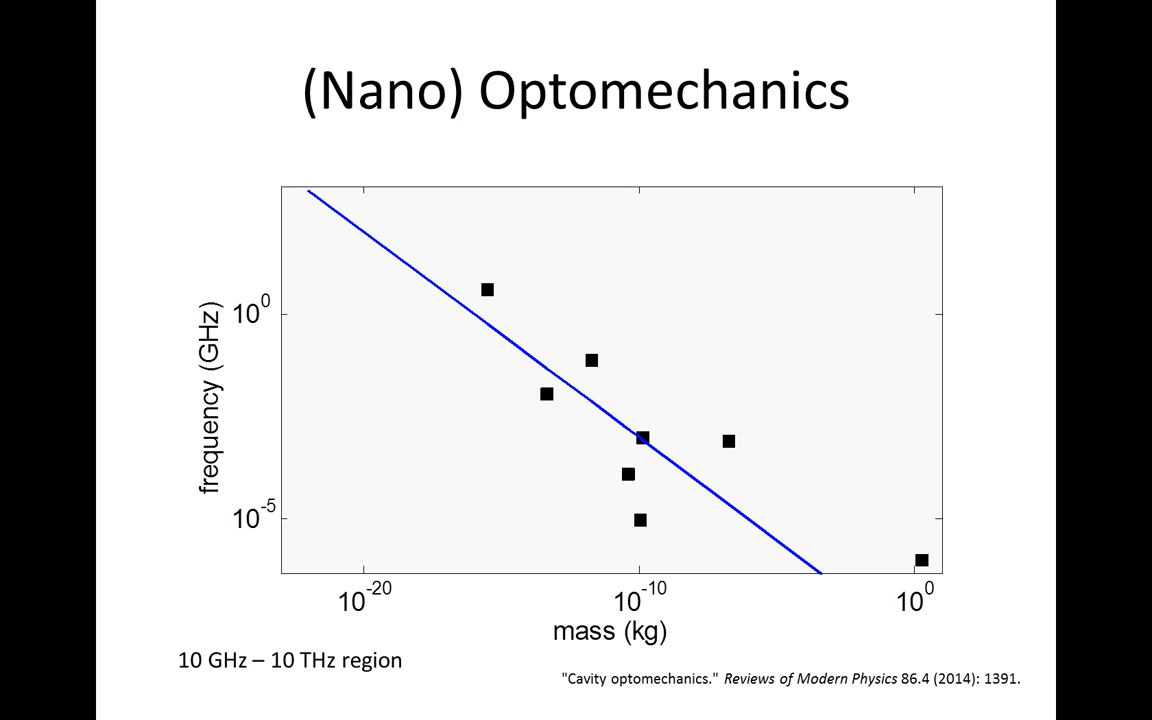 (Nano) Optomechanics
frequency (GHz)
10^0
10^-5
10^-20
10^-10
10^0
mass (kg)
10 GHz – 10 THz region
"Cavity optomechanics." Reviews of Modern Physics 86.4 (2014): 1391.